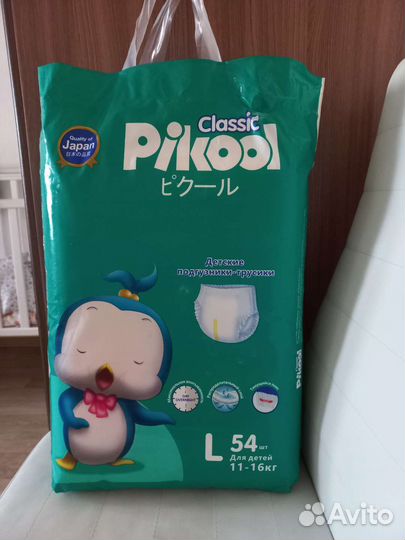 Classic
Pikool
ピクール
Quality of
Japan
日本の品質
Детские
подгузники-трусики
L 54 шт
Для детей
11-16кг
Pikool
Avito